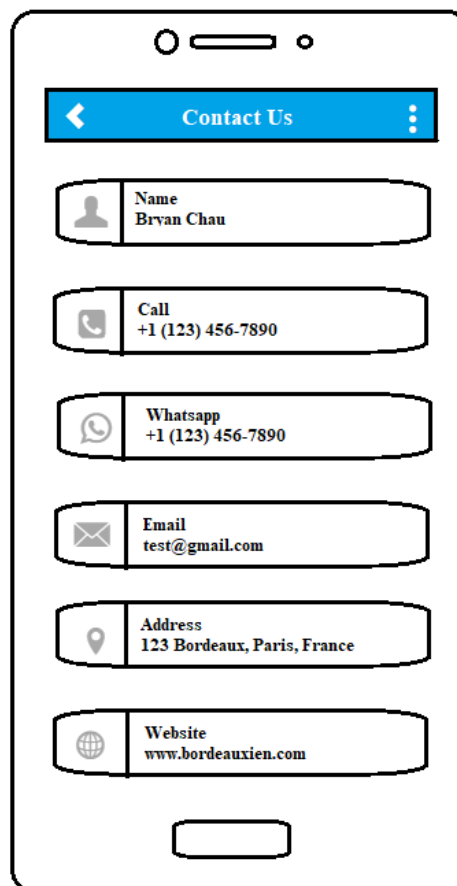 Contact Us
Name
Bryan Chau
Call
+1 (123) 456-7890
Whatsapp
+1 (123) 456-7890
Email
test@gmail.com
Address
123 Bordeaux, Paris, France
Website
www.bordeauxien.com